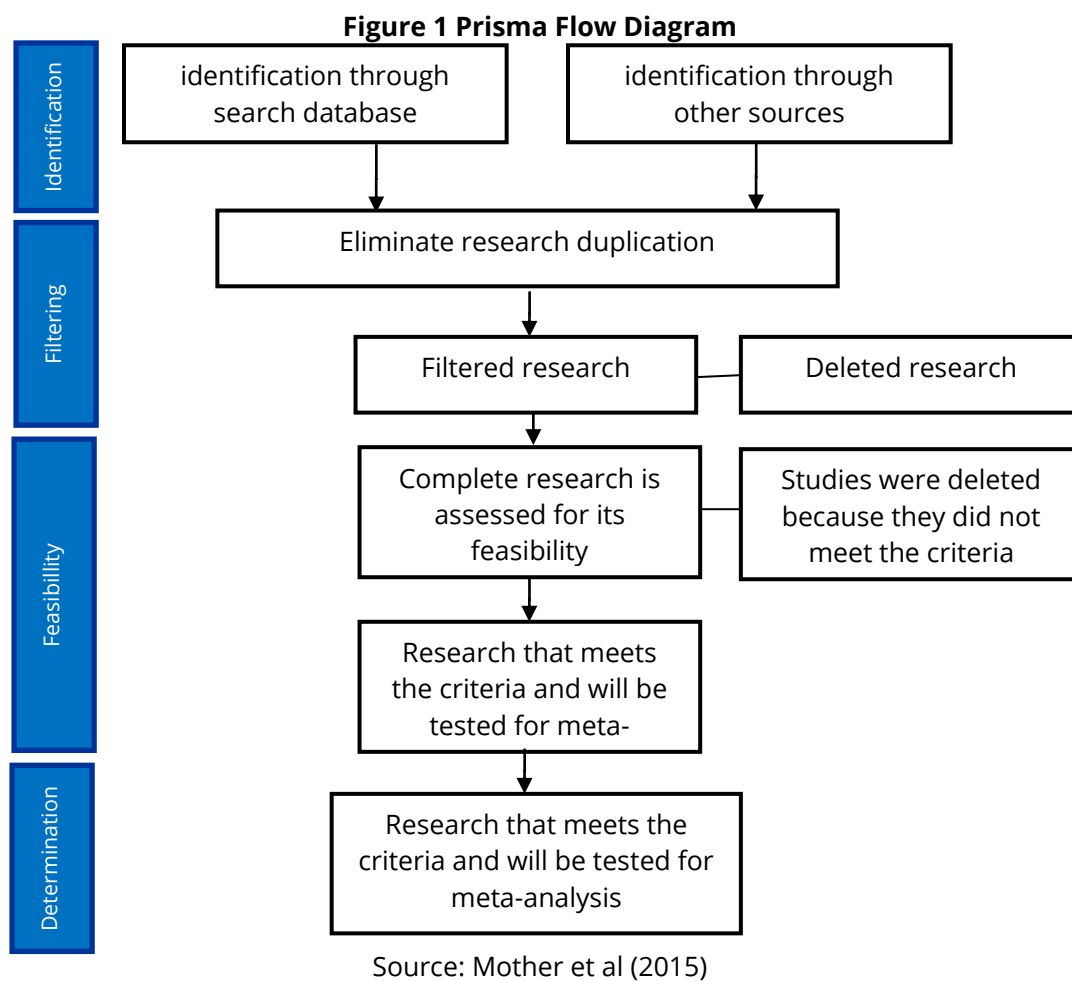 Figure 1 Prisma Flow Diagram
Identification
identification through
search database
identification through
other sources
Eliminate research duplication
Filtering
Filtered research
Deleted research
Feasibillity
Complete research is
assessed for its
feasibility
Studies were deleted
because they did not
meet the criteria
Research that meets
the criteria and will be
tested for meta-
Determination
Research that meets the
criteria and will be tested for
meta-analysis
Source: Mother et al (2015)